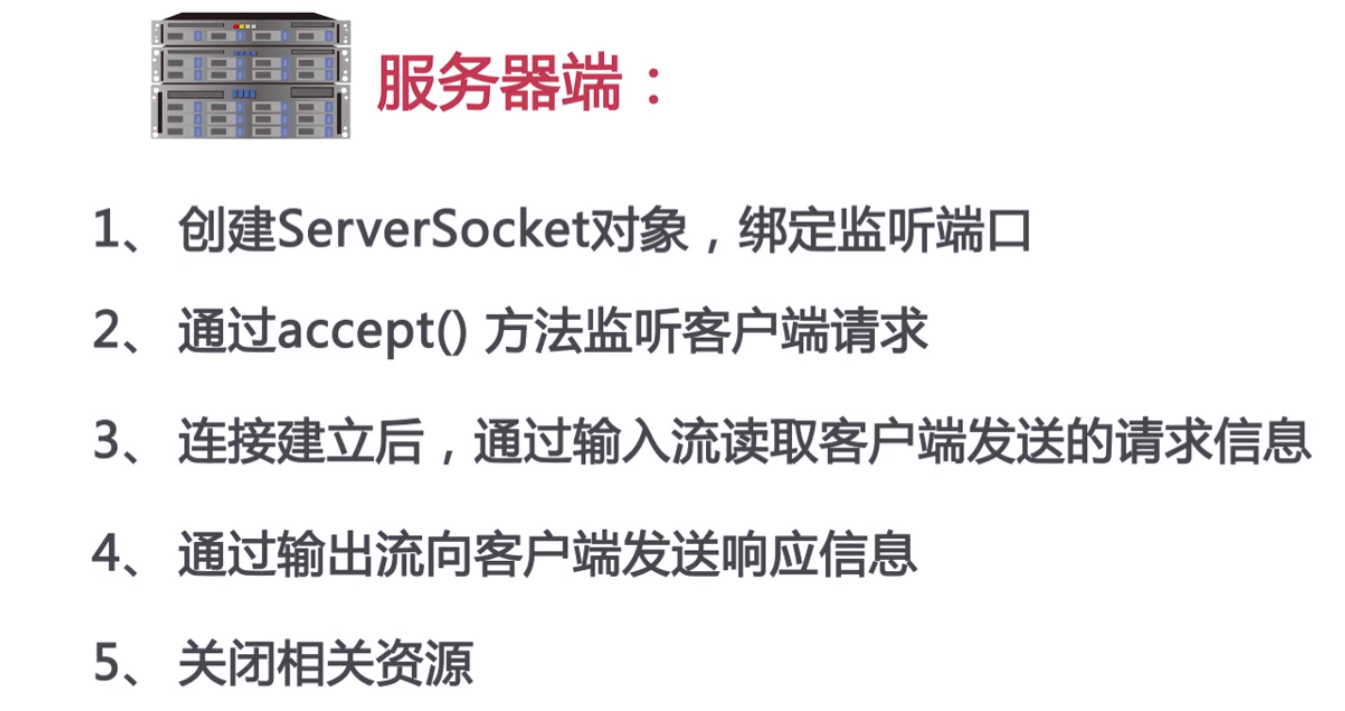 服务器端：
1、 创建ServerSocket对象，绑定监听端口
2、 通过accept() 方法监听客户端请求
3、 连接建立后，通过输入流读取客户端发送的请求信息
4、 通过输出流向客户端发送响应信息
5、 关闭相关资源